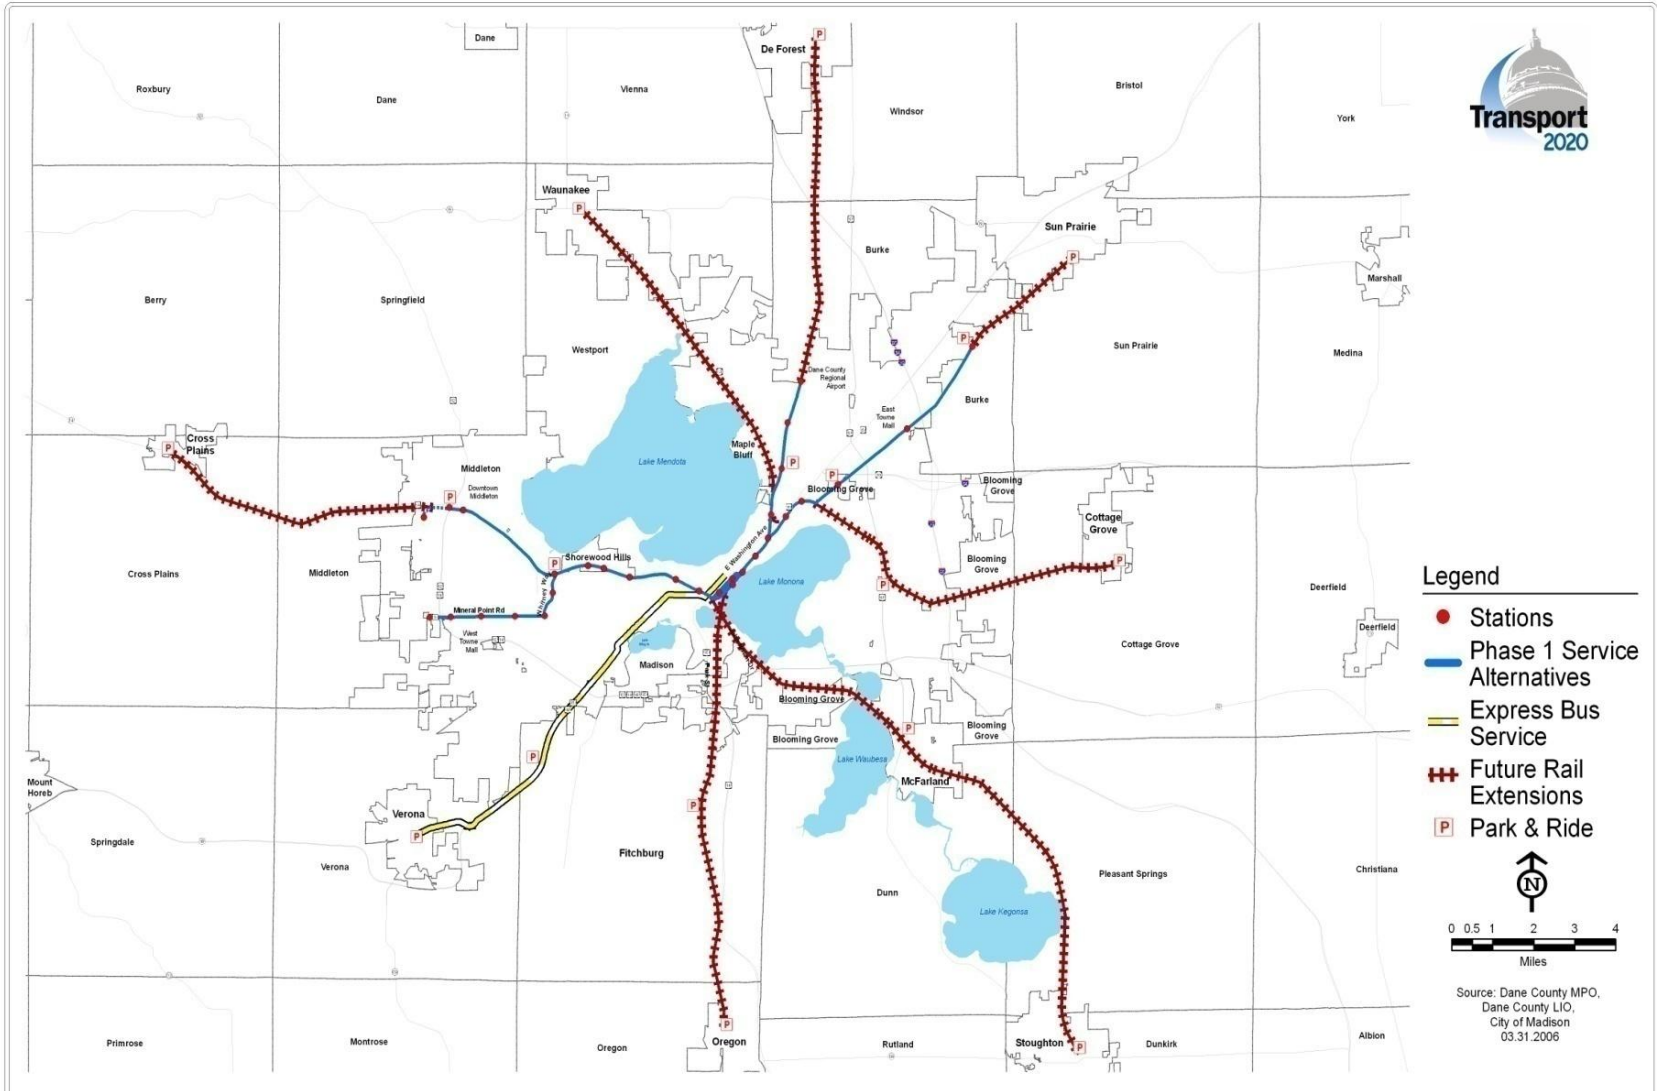 Dane
De Forest
Roxbury
Dane
Vienna
Windsor
Bristol
York
Transport
2020
Waunakee
Sun Prairie
Burke
Marshall
Berry
Springfield
Westport
Sun Prairie
Medina
Dane County
Regional
Airport
Burke
East
Towne
Mall
Cross
Plains
Maple
Bluff
Lake Mendota
Middleton
Downtown
Middleton
Blooming Grove
Blooming
Grove
Cottage
Grove
E Washington Ave
Shorewood Hills
Blooming
Grove
Cross Plains
Middleton
Lake Monona
Deerfield
Mineral Point Rd
West
Towne
Mall
Deerfield
Cottage Grove
Madison
Blooming Grove
Blooming
Grove
Blooming Grove
Lake Waubesa
McFarland
Mount
Horeb
Verona
Springdale
Verona
Fitchburg
Dunn
Pleasant Springs
Christiana
Lake Kegonsa
Primrose
Montrose
Oregon
Oregon
Rutland
Stoughton
Dunkirk
Albion
Legend
Stations
Phase 1 Service
Alternatives
Express Bus
Service
Future Rail
Extensions
P Park & Ride
N
0 0.5 1 2 3 4
Miles
Source: Dane County MPO,
Dane County LIO,
City of Madison
03.31.2006